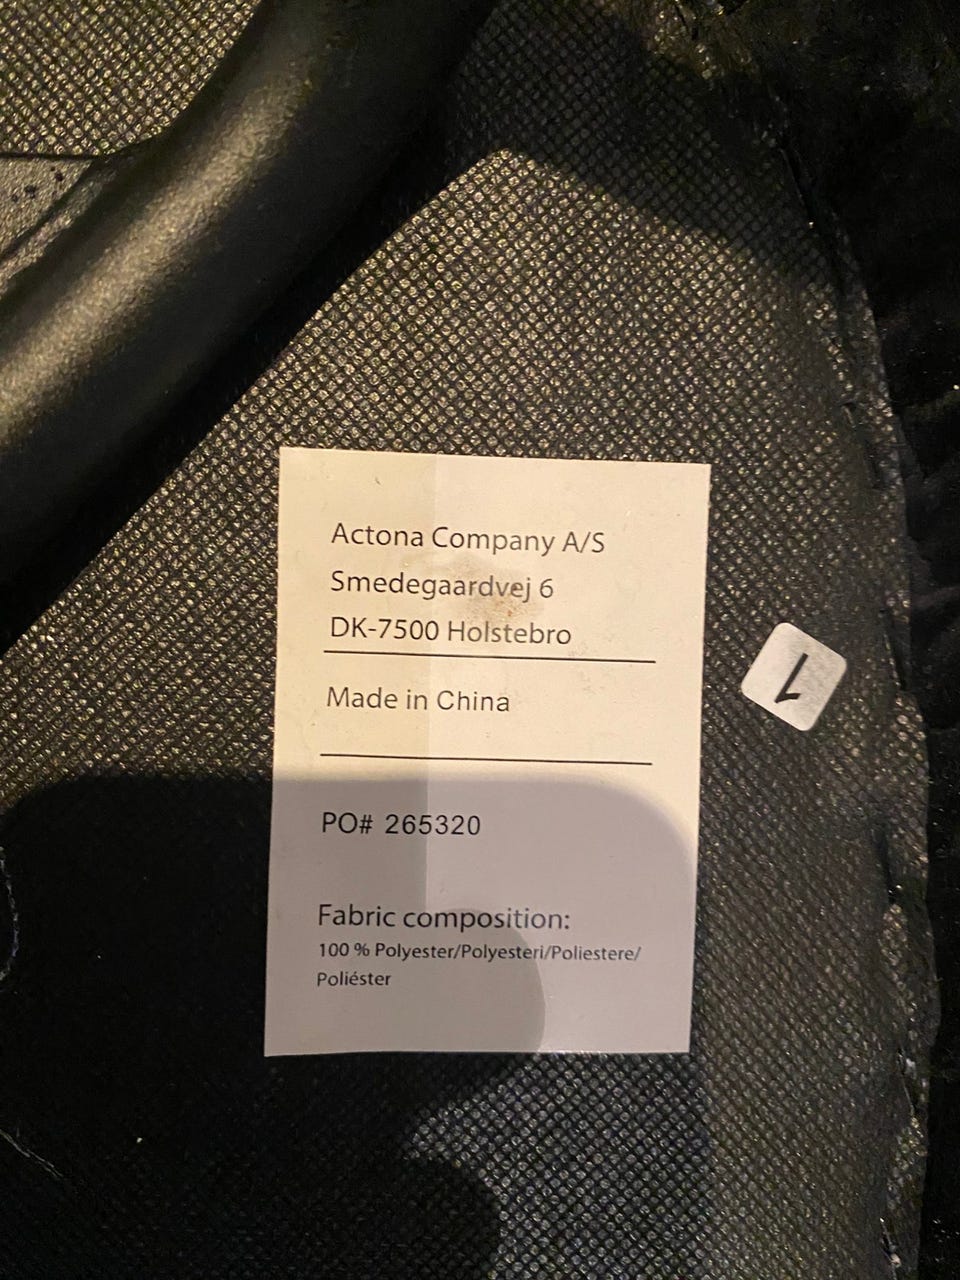 Actona Company A/S
Smedegaardvej 6
DK-7500 Holstebro
Made in China
PO# 265320
Fabric composition:
100 % Polyester/Polyesteri/Poliestere/
Poliéster
1